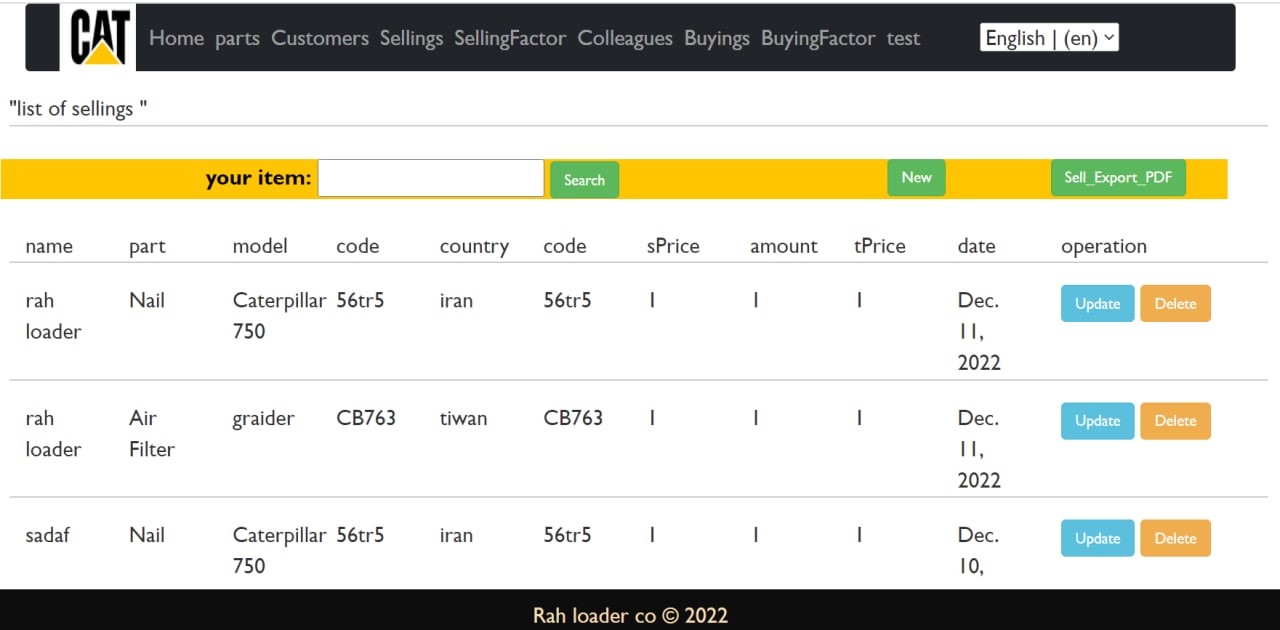 CAT Home parts Customers Sellings SellingFactor Colleagues Buyings BuyingFactor test English | (en)
"list of sellings "
your item: Search New Sell_Export_PDF
name part model code country code sPrice amount tPrice date operation
rah Nail Caterpillar 56tr5 iran 56tr5 1 1 1 Dec. Update Delete
loader 750 11,
2022
rah Air graider CB763 tiwan CB763 1 1 1 Dec. Update Delete
loader Filter 11,
2022
sadaf Nail Caterpillar 56tr5 iran 56tr5 1 1 1 Dec. Update Delete
750 10,
Rah loader co © 2022